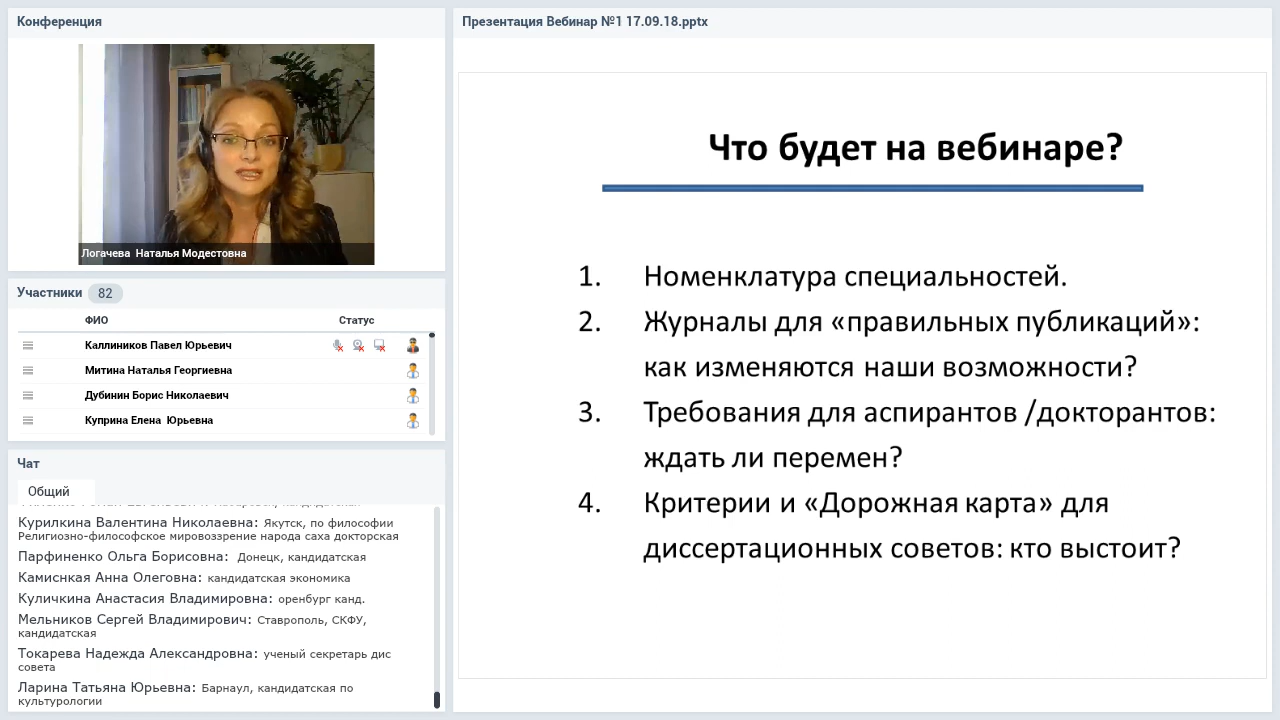 Конференция
Логачева Наталья Модестовна
Участники 82
ФИО Статус
Каллиников Павел Юрьевич
Митина Наталья Георгиевна
Дубинин Борис Николаевич
Куприна Елена Юрьевна
Чат
Общий
Курилкина Валентина Николаевна: Якутск, по философии
Религиозно-философское мировоззрение народа саха докторская
Парфиненко Ольга Борисовна: Донецк, кандидатская
Камиснкая Анна Олеговна: кандидатская экономика
Куличкина Анастасия Владимировна: оренбург канд.
Мельников Сергей Владимирович: Ставрополь, СКФУ,
кандидатская
Токарева Надежда Александровна: ученый секретарь дис
совета
Ларина Татьяна Юрьевна: Барнаул, кандидатская по
культурологии
Презентация Вебинар №1 17.09.18.pptx
Что будет на вебинаре?
1. Номенклатура специальностей.
2. Журналы для «правильных публикаций»:
как изменяются наши возможности?
3. Требования для аспирантов /докторантов:
ждать ли перемен?
4. Критерии и «Дорожная карта» для
диссертационных советов: кто выстоит?